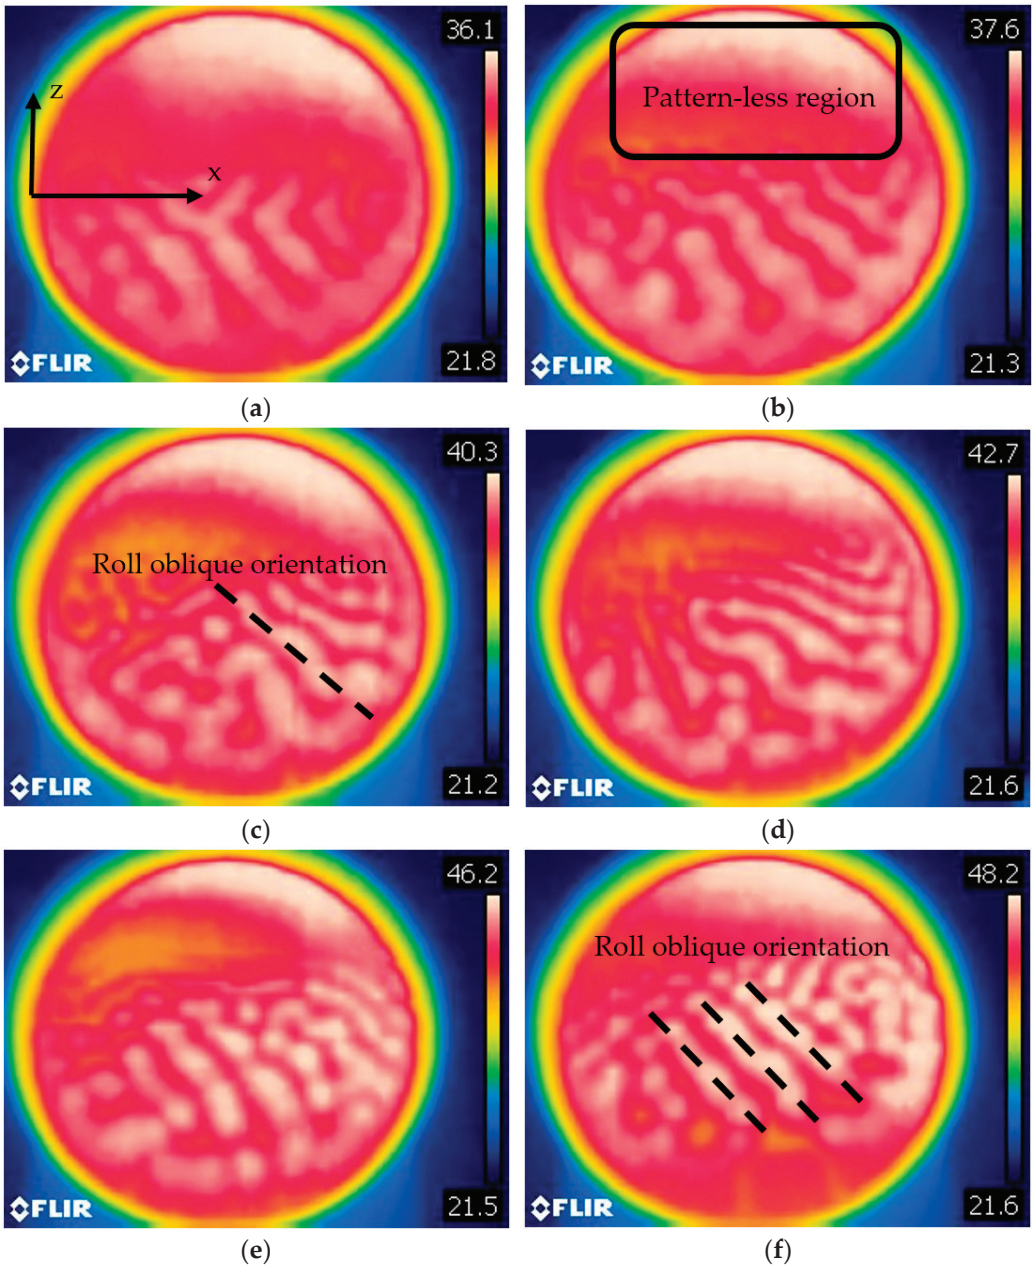 36.1
z
x
FLIR
21.8
(a)
37.6
Pattern-less region
FLIR
21.3
(b)
40.3
Roll oblique orientation
FLIR
21.2
(c)
42.7
FLIR
21.6
(d)
46.2
FLIR
21.5
(e)
48.2
Roll oblique orientation
FLIR
21.6
(f)